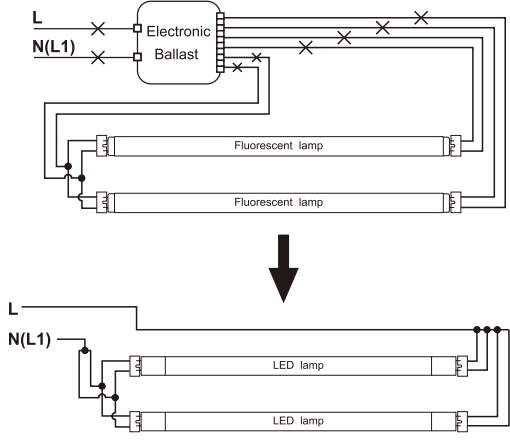 L
N(L1)
Electronic
Ballast
Fluorescent lamp
Fluorescent lamp
L
N(L1)
LED lamp
LED lamp